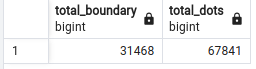 total_boundary total_dots
bigint bigint
1 31468 67841